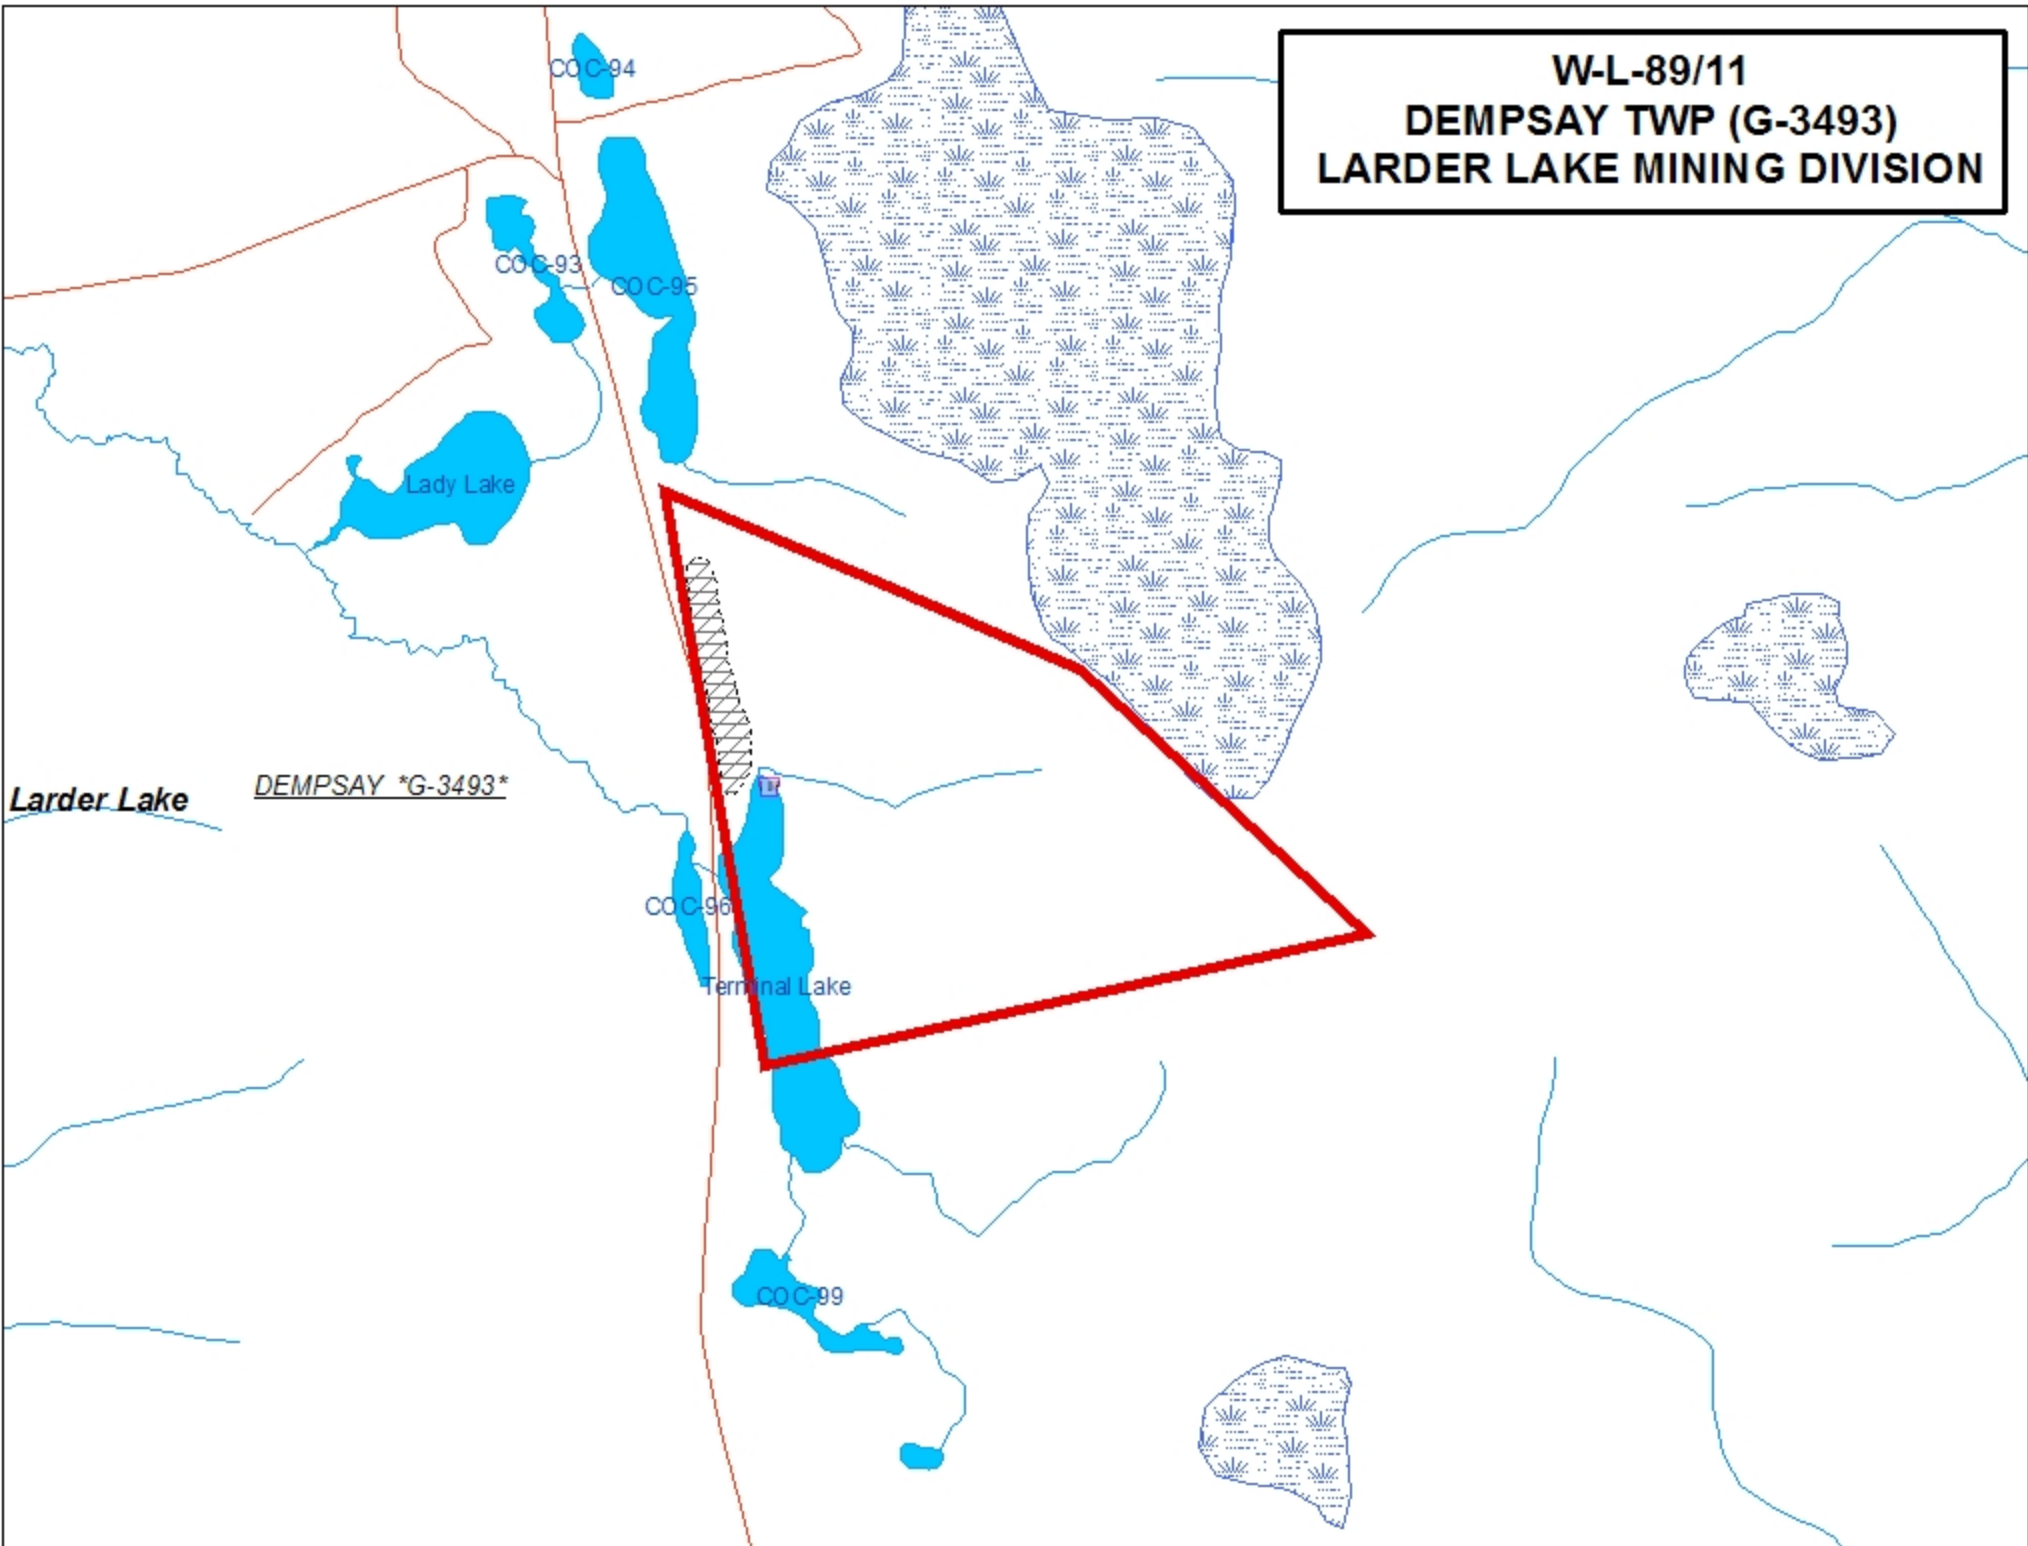 W-L-89/11
DEMPSAY TWP (G-3493)
LARDER LAKE MINING DIVISION
COC-94
COC-93
COC-95
Lady Lake
Larder Lake
DEMPSAY *G-3493*
COC-96
Terminal Lake
COC-99